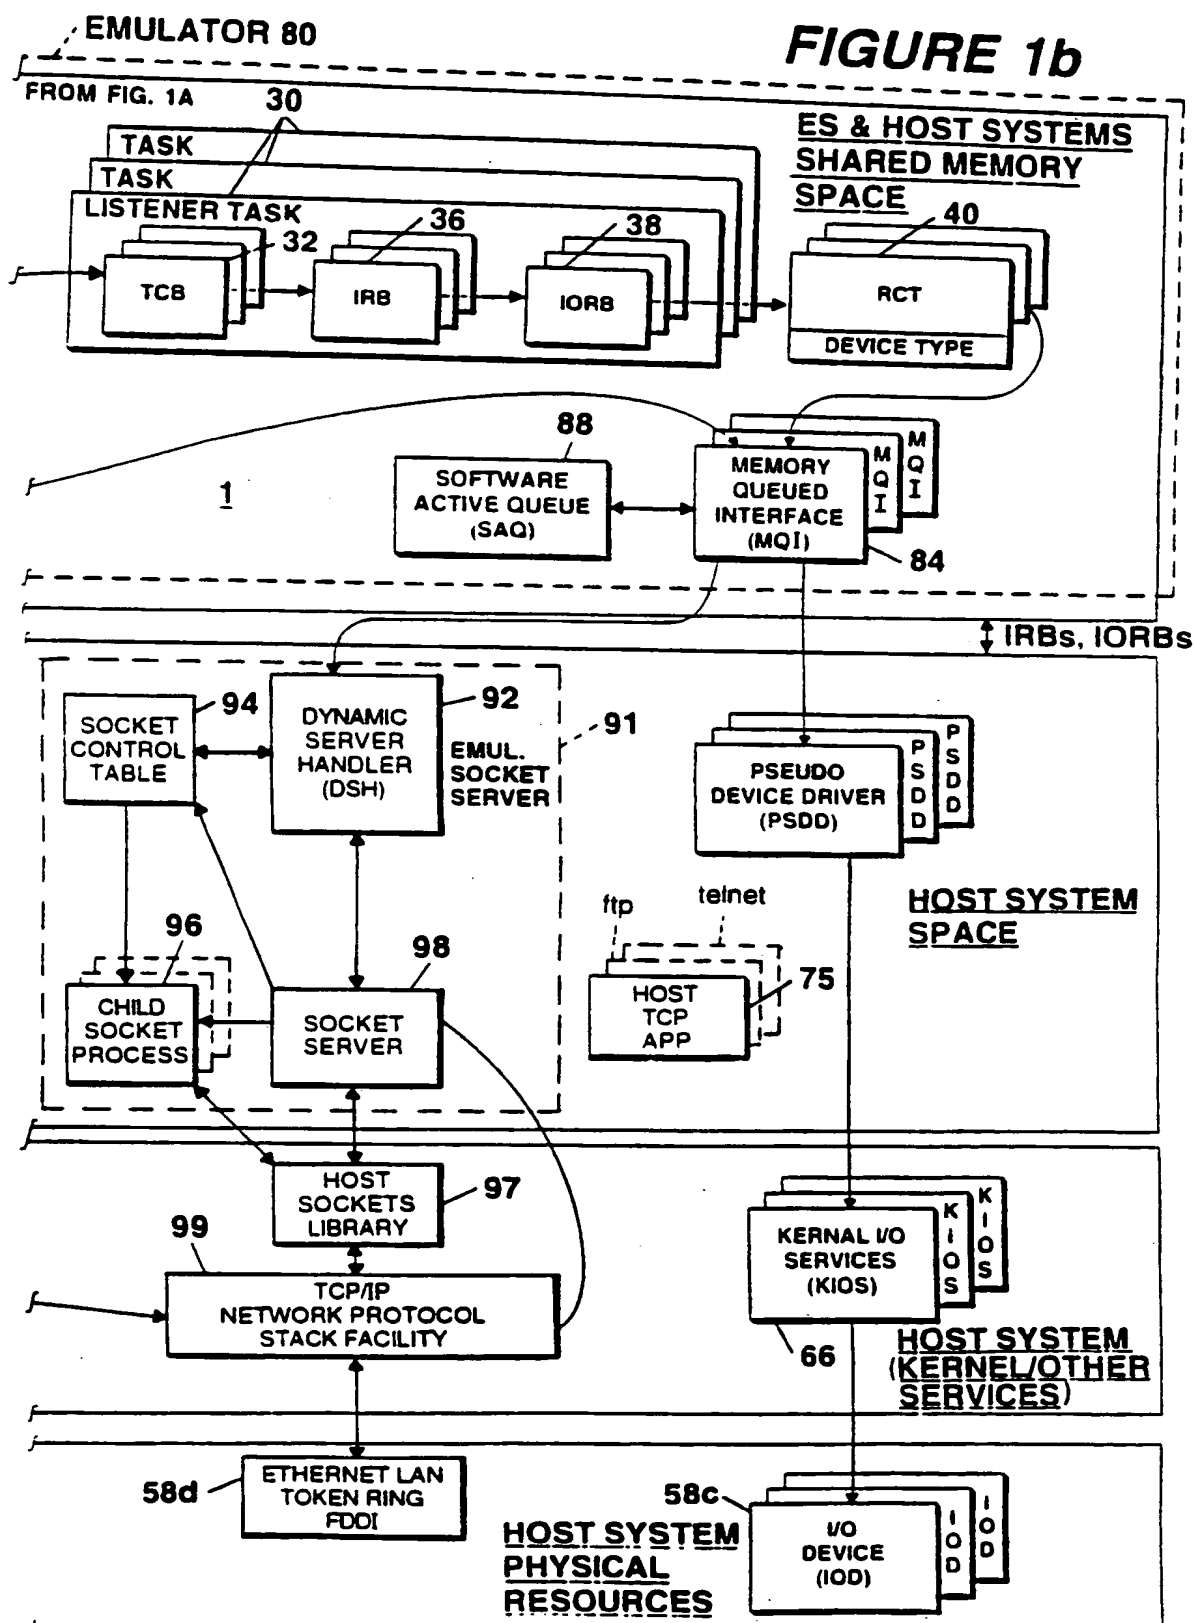 EMULATOR 80
FIGURE 1b
FROM FIG. 1A
30
ES & HOST SYSTEMS
SHARED MEMORY
SPACE
TASK
TASK
LISTENER TASK
32
36
38
40
TCB
IRB
IORB
RCT
DEVICE TYPE
88
SOFTWARE
ACTIVE QUEUE
(SAQ)
1
MEMORY
QUEUED
INTERFACE
(MQI)
MQI
MQI
84
IRBs, IORBs
94
SOCKET
CONTROL
TABLE
DYNAMIC
SERVER
HANDLER
(DSH)
92
91
EMUL.
SOCKET
SERVER
PSEUDO
DEVICE DRIVER
(PSDD)
PSDD
PSDD
HOST SYSTEM
SPACE
ftp
telnet
75
HOST
TCP
APP
96
CHILD
SOCKET
PROCESS
98
SOCKET
SERVER
HOST
SOCKETS
LIBRARY
97
99
TCP/IP
NETWORK PROTOCOL
STACK FACILITY
KERNAL I/O
SERVICES
(KIOS)
KIOS
KIOS
66
HOST SYSTEM
(KERNEL/OTHER
SERVICES)
58d
ETHERNET LAN
TOKEN RING
FDDI
58c
I/O
DEVICE
(IOD)
IOD
IOD
HOST SYSTEM
PHYSICAL
RESOURCES